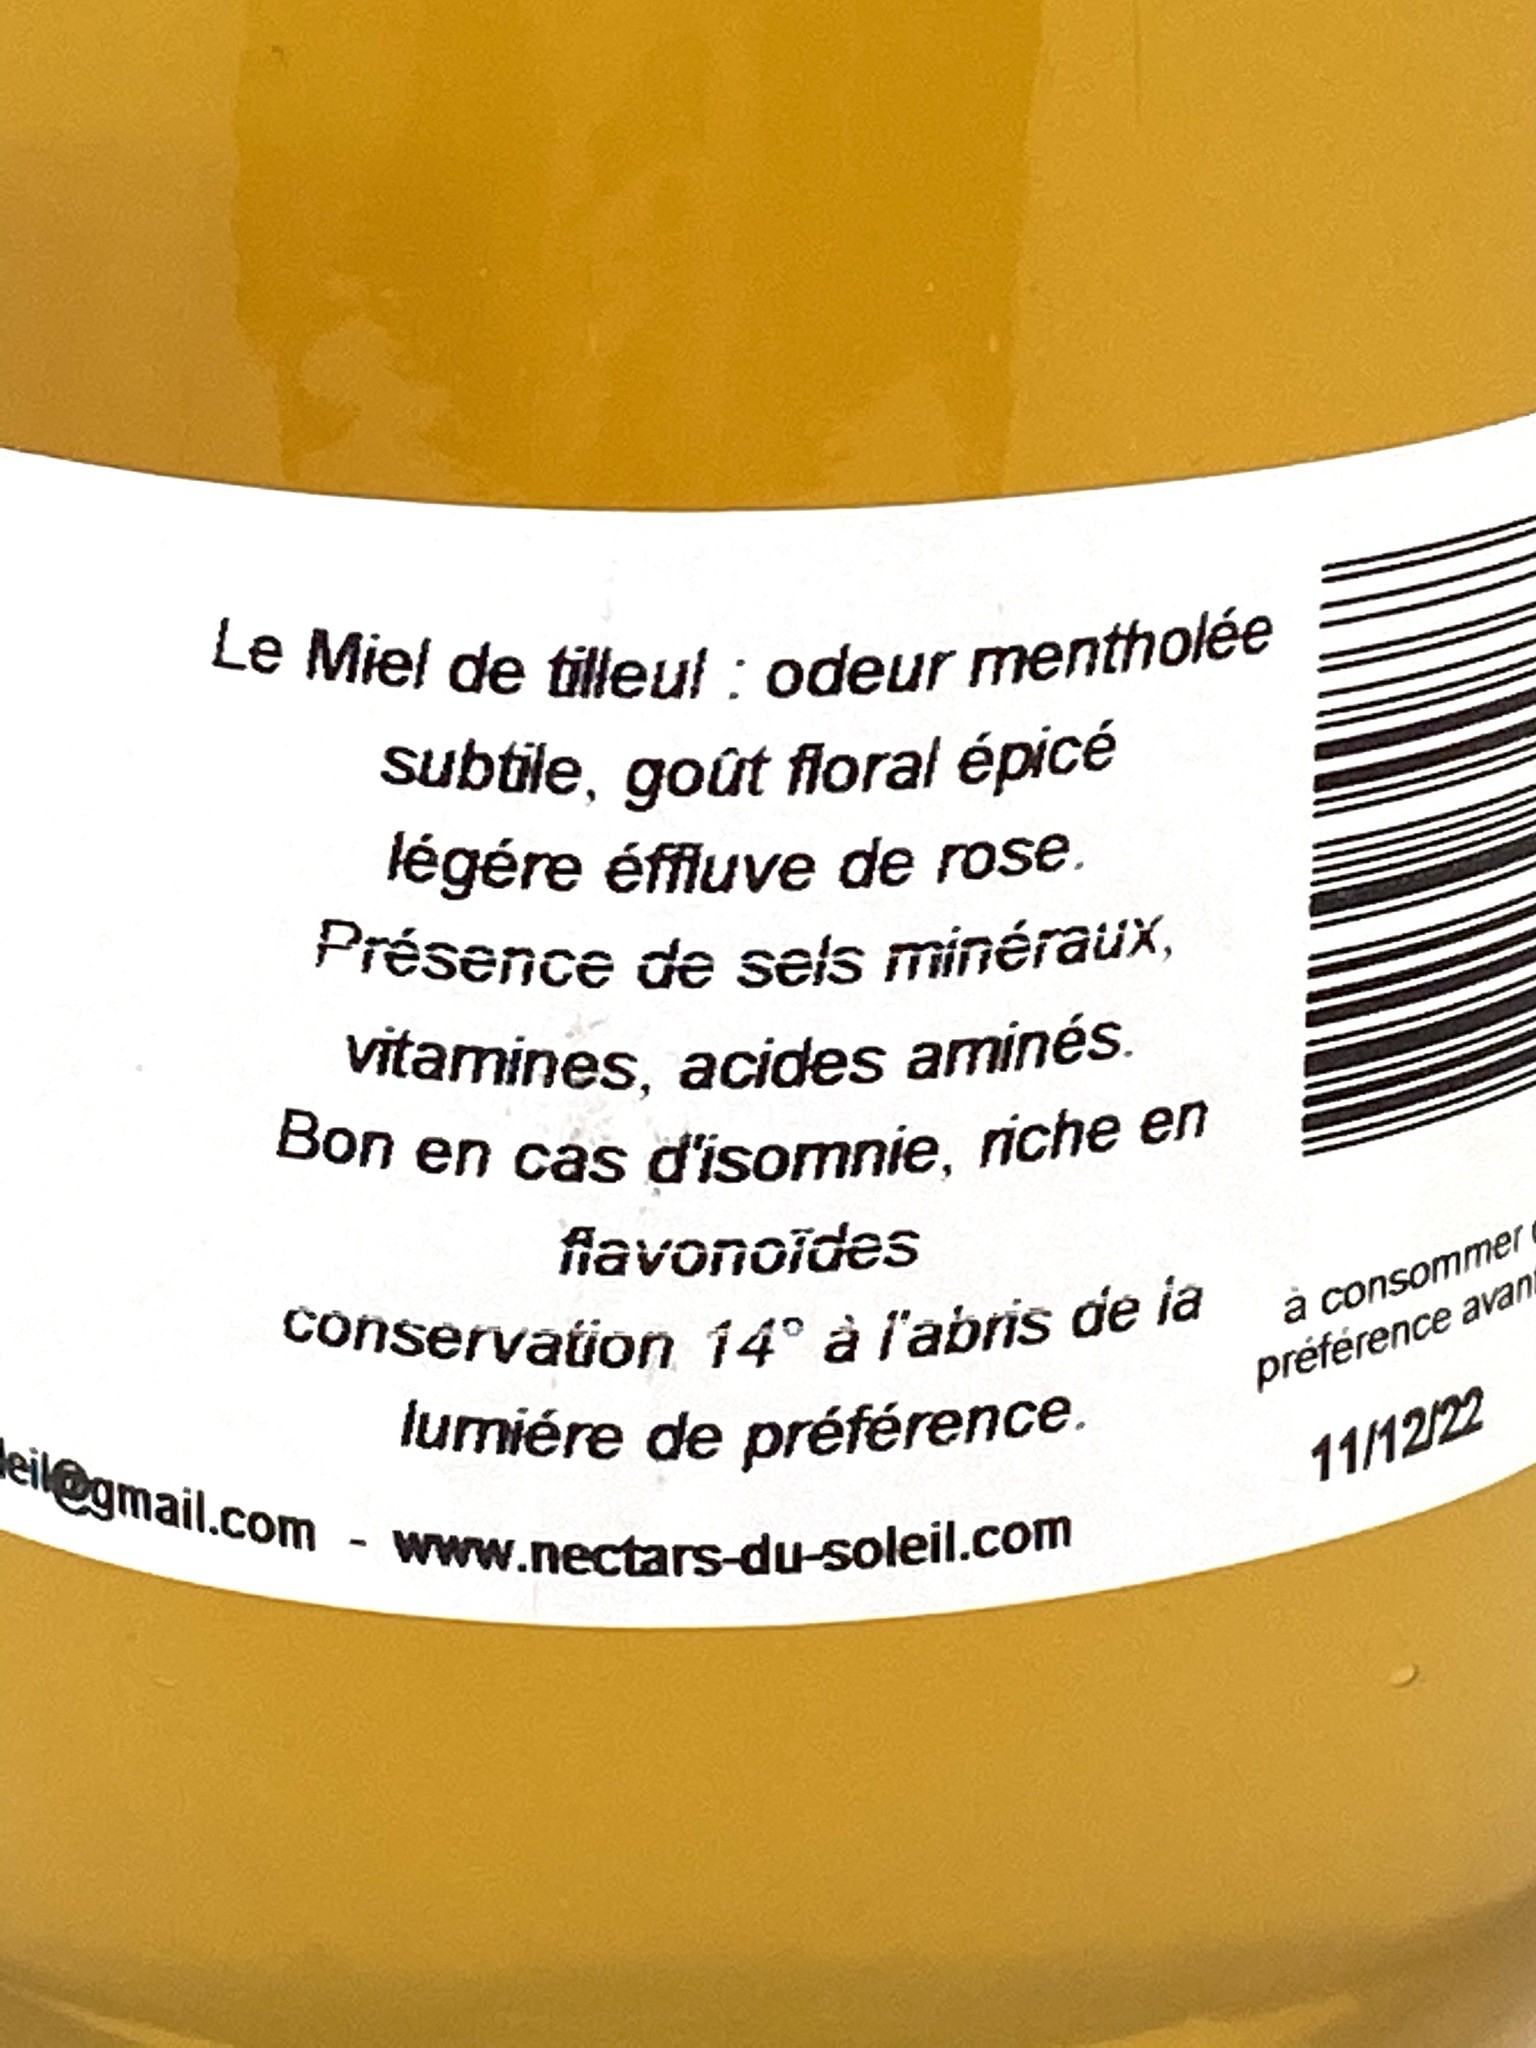 Le Miel de tilleul : odeur mentholée
subtile, goût floral épicé
légére éffluve de rose.
Présence de sels minéraux,
vitamines, acides aminés.
Bon en cas d'isomnie, riche en
flavonoïdes
conservation 14° à l'abris de la
lumiére de préférence.
à consommer
préférence avant
11/12/22
leil@gmail.com - www.nectars-du-soleil.com